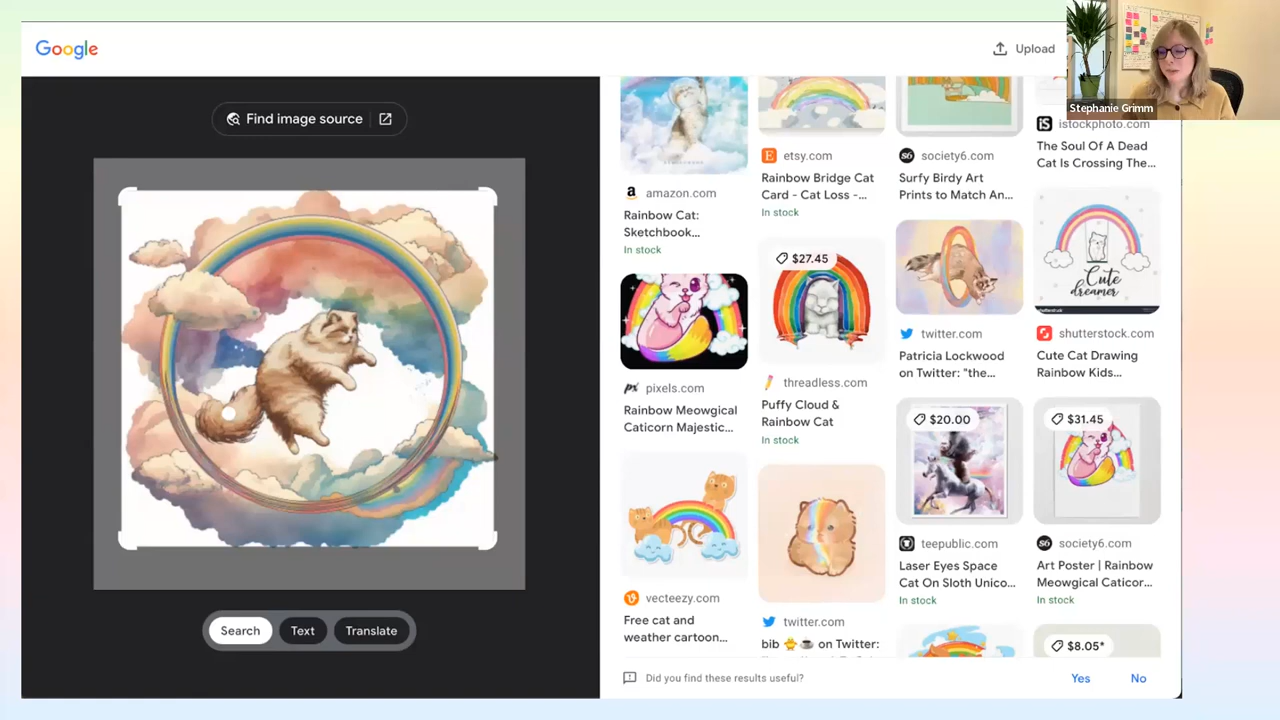 Google
Upload
Stephanie Grimm
Find image source
Search
Text
Translate
amazon.com
Rainbow Cat:
Sketchbook...
In stock
pixels.com
Rainbow Meowgical
Caticorn Majestic...
vecteezy.com
Free cat and
weather cartoon...
etsy.com
Rainbow Bridge Cat
Card - Cat Loss -...
In stock
$27.45
threadless.com
Puffy Cloud &
Rainbow Cat
In stock
twitter.com
bib 🐥☕ on Twitter:
S6
society6.com
Surfy Birdy Art
Prints to Match An...
twitter.com
Patricia Lockwood
on Twitter: "the...
$20.00
teepublic.com
Laser Eyes Space
Cat On Sloth Unico...
In stock
iS
istockphoto.com
The Soul Of A Dead
Cat Is Crossing The...
Cute
dreamer
shutterstock.com
Cute Cat Drawing
Rainbow Kids...
$31.45
S6
society6.com
Art Poster | Rainbow
Meowgical Caticor...
In stock
$8.05*
Did you find these results useful?
Yes
No